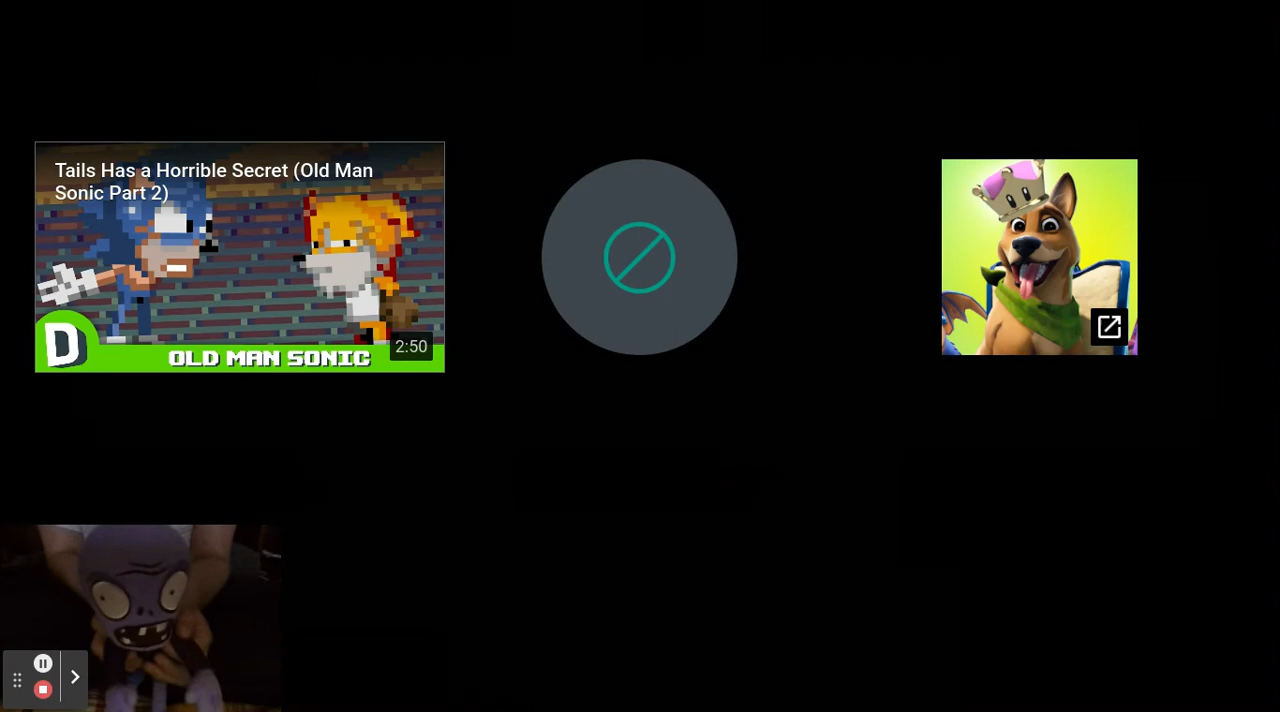 Tails Has a Horrible Secret (Old Man
Sonic Part 2)
D
OLD MAN SONIC
2:50